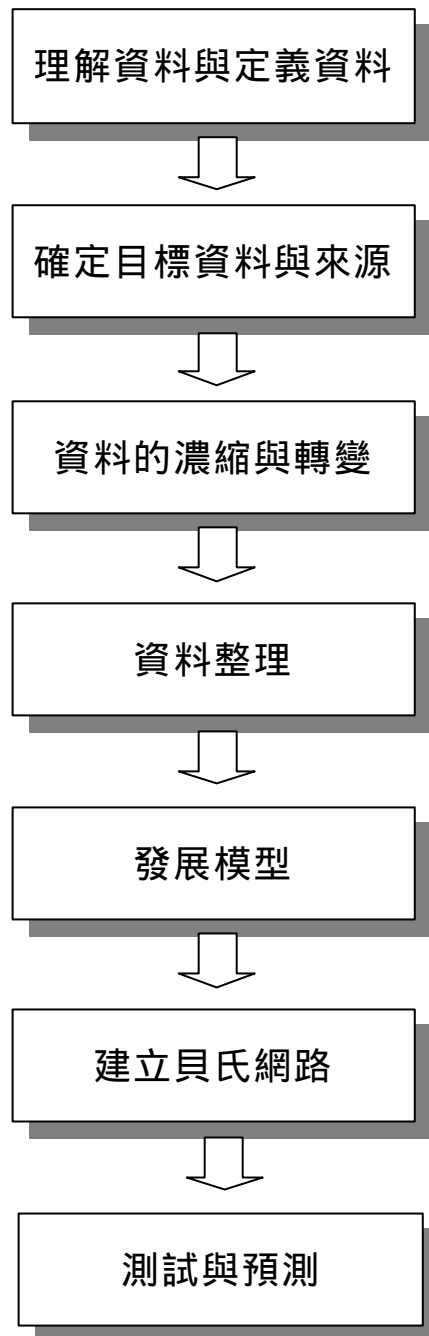 理解資料與定義資料
確定目標資料與來源
資料的濃縮與轉變
資料整理
發展模型
建立貝氏網路
測試與預測